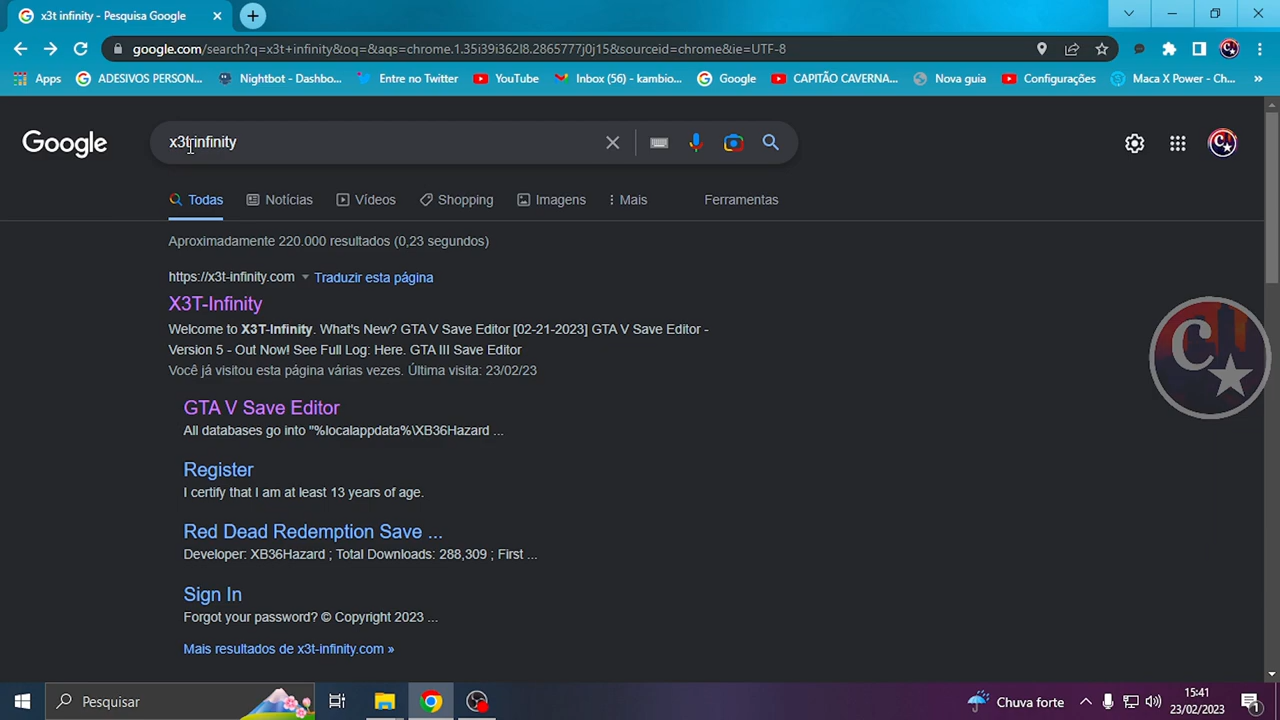 x3t infinity - Pesquisa Google
google.com/search?q=x3t+infinity&oq=&aqs=chrome.1.35i39i362l8.2865777j0j15&sourceid=chrome&ie=UTF-8
Apps ADESIVOS PERSON... Nightbot - Dashbo... Entre no Twitter YouTube Inbox (56) - kambio... Google CAPITÃO CAVERNA... Nova guia Configurações Maca X Power - Ch... »
Google x3t infinity
Todas Notícias Vídeos Shopping Imagens Mais Ferramentas
Aproximadamente 220.000 resultados (0,23 segundos)
https://x3t-infinity.com Traduzir esta página
X3T-Infinity
Welcome to X3T-Infinity. What's New? GTA V Save Editor [02-21-2023] GTA V Save Editor -
Version 5 - Out Now! See Full Log: Here. GTA III Save Editor
Você já visitou esta página várias vezes. Última visita: 23/02/23
C
GTA V Save Editor
All databases go into "%localappdata%\XB36Hazard ...
Register
I certify that I am at least 13 years of age.
Red Dead Redemption Save ...
Developer: XB36Hazard ; Total Downloads: 288,309 ; First ...
Sign In
Forgot your password? © Copyright 2023 ...
Mais resultados de x3t-infinity.com »
Pesquisar Chuva forte 15:41
23/02/2023 1